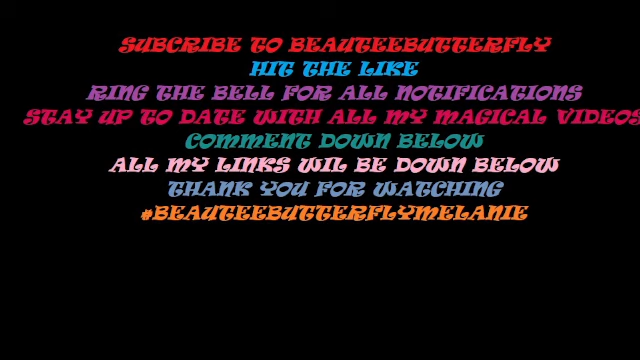 SUBCRIBE TO BEAUTEEBUTTERFLY
HIT THE LIKE
RING THE BELL FOR ALL NOTIFICATIONS
STAY UP TO DATE WITH ALL MY MAGICAL VIDEOS
COMMENT DOWN BELOW
ALL MY LINKS WIL BE DOWN BELOW
THANK YOU FOR WATCHING
#BEAUTEEBUTTERFLYMELANIE